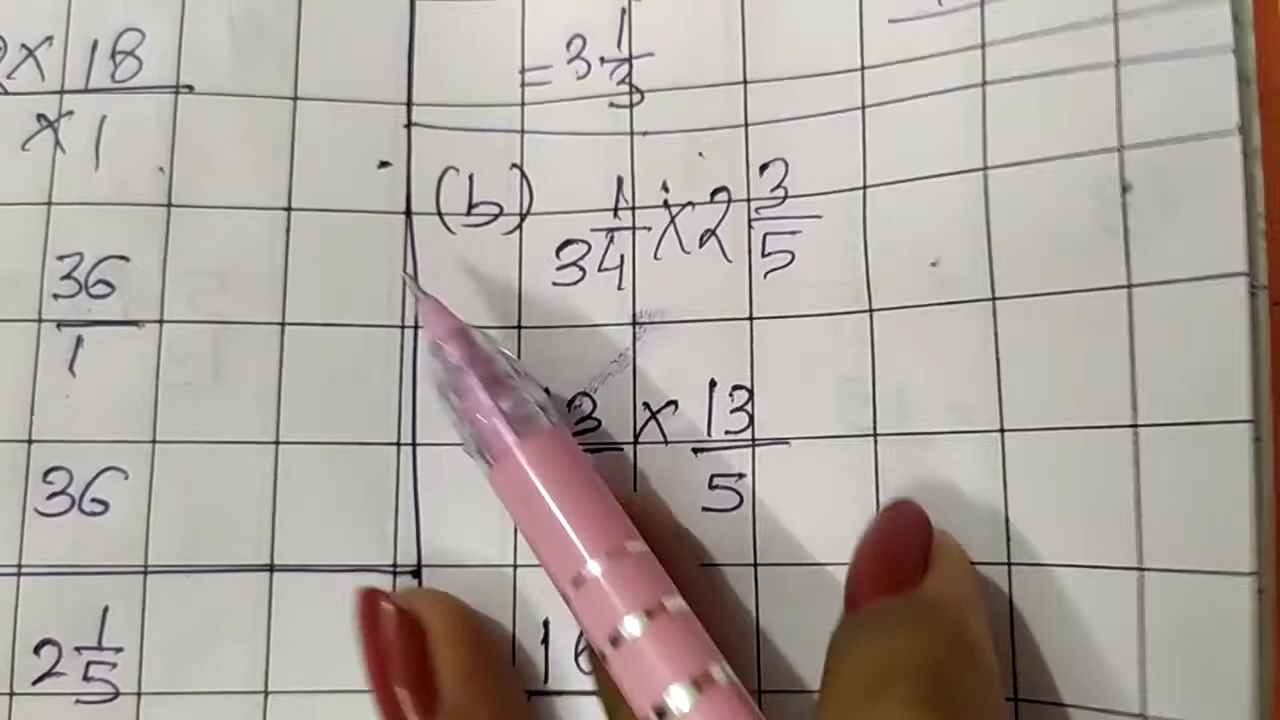 x 18
x 1
36
1
36
2 1/5
= 3 1/3
(b) 3 1/4 x 2 3/5
3 x 13
5